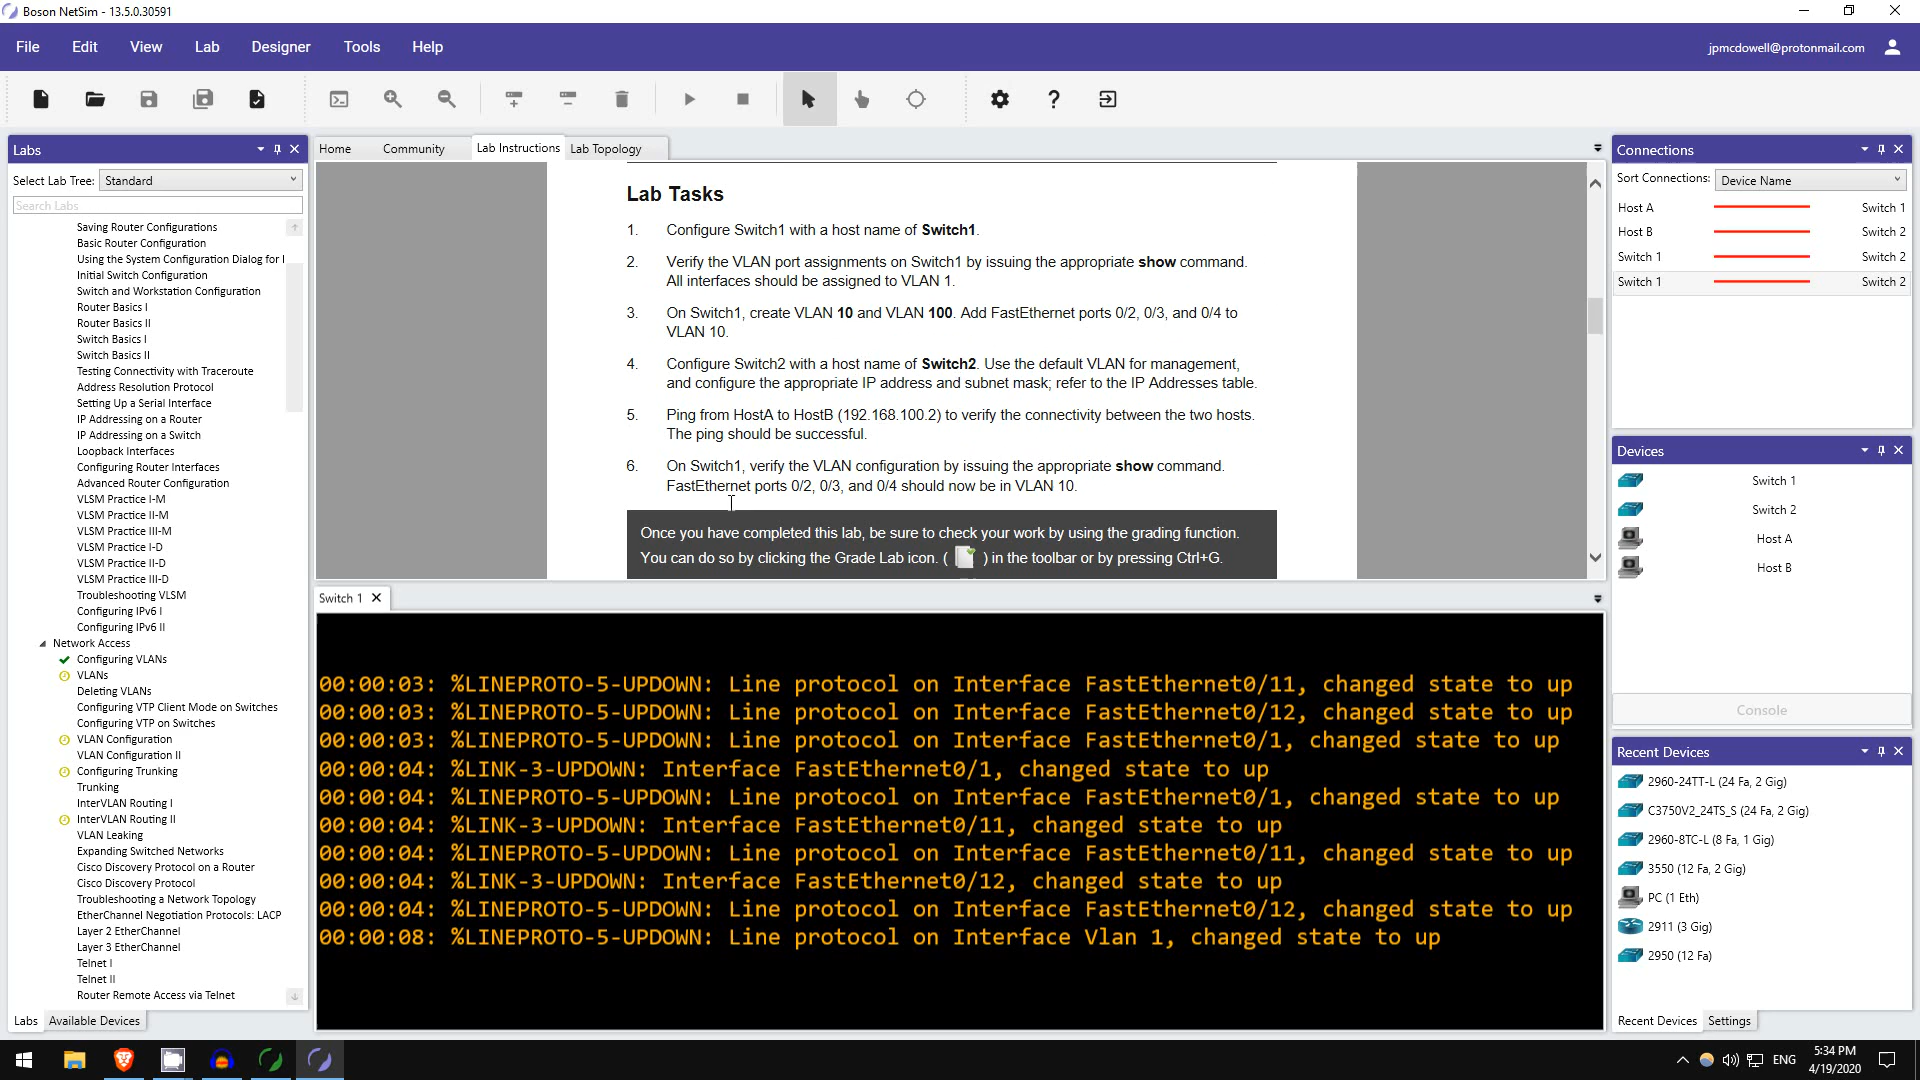 Boson NetSim - 13.5.0.30591
File
Edit
View
Lab
Designer
Tools
Help
jpmcdowell@protonmail.com
Labs
Select Lab Tree:
Standard
Search Labs
Saving Router Configurations
Basic Router Configuration
Using the System Configuration Dialog for I
Initial Switch Configuration
Switch and Workstation Configuration
Router Basics I
Router Basics II
Switch Basics I
Switch Basics II
Testing Connectivity with Traceroute
Address Resolution Protocol
Setting Up a Serial Interface
IP Addressing on a Router
IP Addressing on a Switch
Loopback Interfaces
Configuring Router Interfaces
Advanced Router Configuration
VLSM Practice I-M
VLSM Practice II-M
VLSM Practice III-M
VLSM Practice I-D
VLSM Practice II-D
VLSM Practice III-D
Troubleshooting VLSM
Configuring IPv6 I
Configuring IPv6 II
Network Access
Configuring VLANs
VLANs
Deleting VLANs
Configuring VTP Client Mode on Switches
Configuring VTP on Switches
VLAN Configuration
VLAN Configuration II
Configuring Trunking
Trunking
InterVLAN Routing I
InterVLAN Routing II
VLAN Leaking
Expanding Switched Networks
Cisco Discovery Protocol on a Router
Cisco Discovery Protocol
Troubleshooting a Network Topology
EtherChannel Negotiation Protocols: LACP
Layer 2 EtherChannel
Layer 3 EtherChannel
Telnet I
Telnet II
Router Remote Access via Telnet
Labs
Available Devices
Home
Community
Lab Instructions
Lab Topology
Lab Tasks
1. Configure Switch1 with a host name of Switch1.
2. Verify the VLAN port assignments on Switch1 by issuing the appropriate show command.
All interfaces should be assigned to VLAN 1.
3. On Switch1, create VLAN 10 and VLAN 100. Add FastEthernet ports 0/2, 0/3, and 0/4 to
VLAN 10.
4. Configure Switch2 with a host name of Switch2. Use the default VLAN for management,
and configure the appropriate IP address and subnet mask; refer to the IP Addresses table.
5. Ping from HostA to HostB (192.168.100.2) to verify the connectivity between the two hosts.
The ping should be successful.
6. On Switch1, verify the VLAN configuration by issuing the appropriate show command.
FastEthernet ports 0/2, 0/3, and 0/4 should now be in VLAN 10.
Once you have completed this lab, be sure to check your work by using the grading function.
You can do so by clicking the Grade Lab icon. ( ) in the toolbar or by pressing Ctrl+G.
Switch 1
00:00:03: %LINEPROTO-5-UPDOWN: Line protocol on Interface FastEthernet0/11, changed state to up
00:00:03: %LINEPROTO-5-UPDOWN: Line protocol on Interface FastEthernet0/12, changed state to up
00:00:03: %LINEPROTO-5-UPDOWN: Line protocol on Interface FastEthernet0/1, changed state to up
00:00:04: %LINK-3-UPDOWN: Interface FastEthernet0/1, changed state to up
00:00:04: %LINEPROTO-5-UPDOWN: Line protocol on Interface FastEthernet0/1, changed state to up
00:00:04: %LINK-3-UPDOWN: Interface FastEthernet0/11, changed state to up
00:00:04: %LINEPROTO-5-UPDOWN: Line protocol on Interface FastEthernet0/11, changed state to up
00:00:04: %LINK-3-UPDOWN: Interface FastEthernet0/12, changed state to up
00:00:04: %LINEPROTO-5-UPDOWN: Line protocol on Interface FastEthernet0/12, changed state to up
00:00:08: %LINEPROTO-5-UPDOWN: Line protocol on Interface Vlan 1, changed state to up
Connections
Sort Connections:
Device Name
Host A Switch 1
Host B Switch 2
Switch 1 Switch 2
Switch 1 Switch 2
Devices
Switch 1
Switch 2
Host A
Host B
Console
Recent Devices
2960-24TT-L (24 Fa, 2 Gig)
C3750V2_24TS_S (24 Fa, 2 Gig)
2960-8TC-L (8 Fa, 1 Gig)
3550 (12 Fa, 2 Gig)
PC (1 Eth)
2911 (3 Gig)
2950 (12 Fa)
Recent Devices
Settings
ENG
5:34 PM
4/19/2020